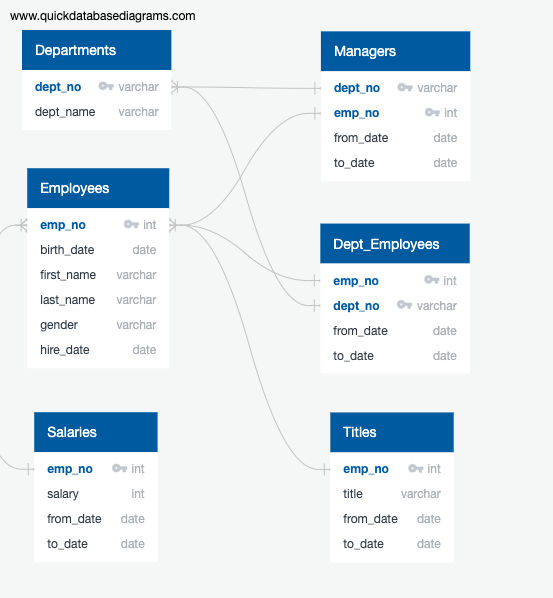 www.quickdatabasediagrams.com
Departments
dept_no varchar
dept_name varchar
Managers
dept_no varchar
emp_no int
from_date date
to_date date
Employees
emp_no int
birth_date date
first_name varchar
last_name varchar
gender varchar
hire_date date
Dept_Employees
emp_no int
dept_no varchar
from_date date
to_date date
Salaries
emp_no int
salary int
from_date date
to_date date
Titles
emp_no int
title varchar
from_date date
to_date date